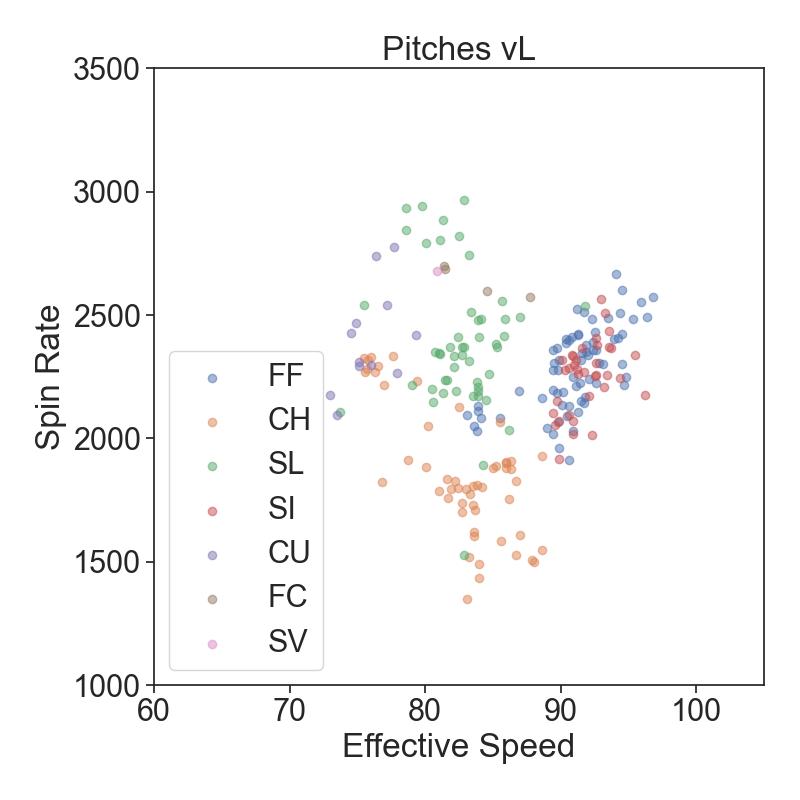 Pitches vL
3500
3000
2500
2000
1500
1000
Spin Rate
FF
CH
SL
SI
CU
FC
SV
60 70 80 90 100
Effective Speed